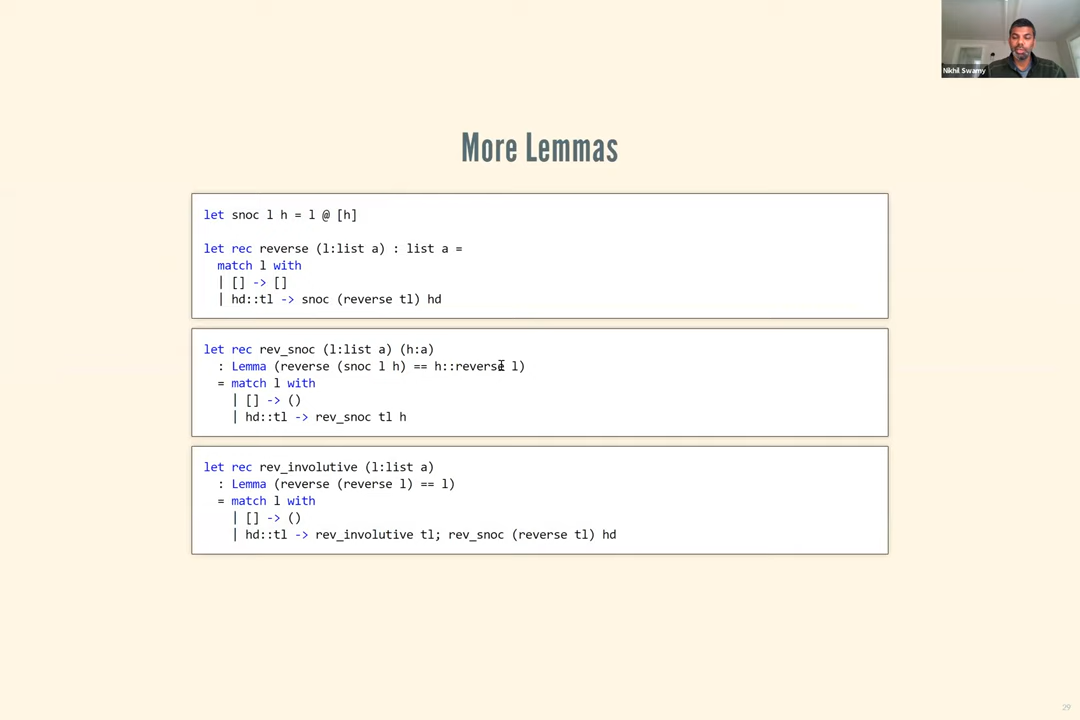 Nikhil Swamy
More Lemmas
let snoc l h = l @ [h]
let rec reverse (l:list a) : list a =
match l with
| [] -> []
| hd::tl -> snoc (reverse tl) hd
let rec rev_snoc (l:list a) (h:a)
: Lemma (reverse (snoc l h) == h::reverse l)
= match l with
| [] -> ()
| hd::tl -> rev_snoc tl h
let rec rev_involutive (l:list a)
: Lemma (reverse (reverse l) == l)
= match l with
| [] -> ()
| hd::tl -> rev_involutive tl; rev_snoc (reverse tl) hd
29